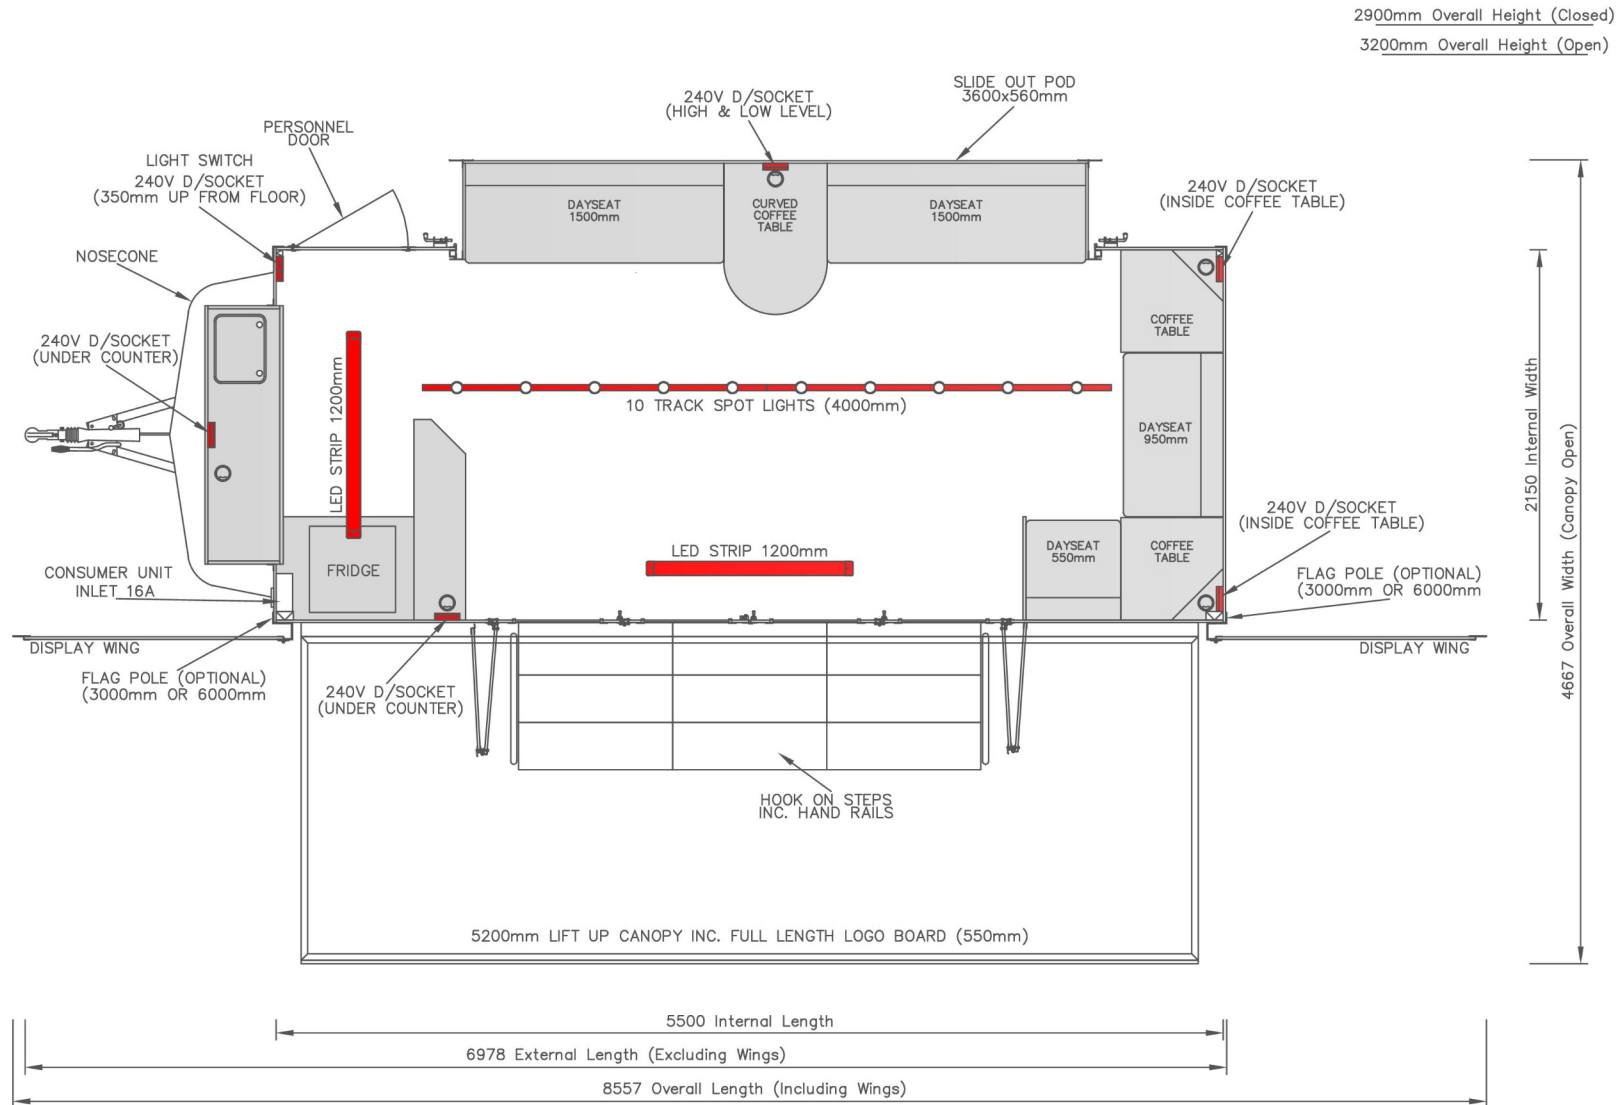 2900mm Overall Height (Closed)
3200mm Overall Height (Open)
SLIDE OUT POD
3600x560mm
240V D/SOCKET
(HIGH & LOW LEVEL)
PERSONNEL
DOOR
LIGHT SWITCH
240V D/SOCKET
(350mm UP FROM FLOOR)
240V D/SOCKET
(INSIDE COFFEE TABLE)
DAYSEAT
1500mm
CURVED
COFFEE
TABLE
DAYSEAT
1500mm
NOSECONE
COFFEE
TABLE
240V D/SOCKET
(UNDER COUNTER)
LED STRIP 1200mm
10 TRACK SPOT LIGHTS (4000mm)
DAYSEAT
950mm
2150 Internal Width
4667 Overall Width (Canopy Open)
240V D/SOCKET
(INSIDE COFFEE TABLE)
LED STRIP 1200mm
DAYSEAT
550mm
COFFEE
TABLE
FRIDGE
CONSUMER UNIT
INLET 16A
FLAG POLE (OPTIONAL)
(3000mm OR 6000mm
DISPLAY WING
DISPLAY WING
FLAG POLE (OPTIONAL)
(3000mm OR 6000mm
240V D/SOCKET
(UNDER COUNTER)
HOOK ON STEPS
INC. HAND RAILS
5200mm LIFT UP CANOPY INC. FULL LENGTH LOGO BOARD (550mm)
5500 Internal Length
6978 External Length (Excluding Wings)
8557 Overall Length (Including Wings)